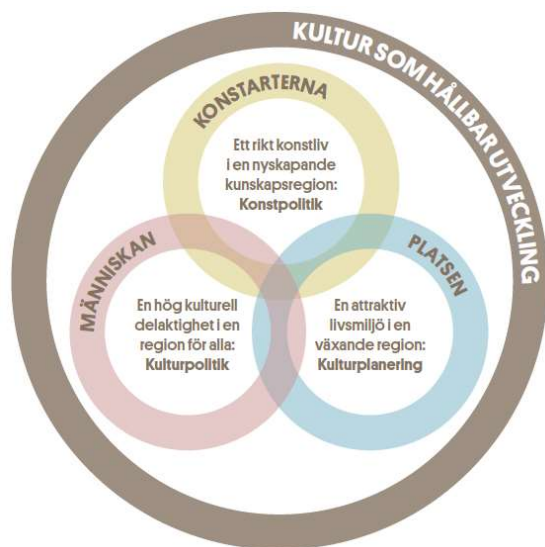 KULTUR SOM HÅLLBAR UTVECKLING
KONSTARTERNA
Ett rikt konstliv
i en nyskapande
kunskapsregion:
Konstpolitik
MÄNNISKAN
En hög kulturell
delaktighet i en
region för alla:
Kulturpolitik
PLATSEN
En attraktiv
livsmiljö i en
växande region:
Kulturplanering